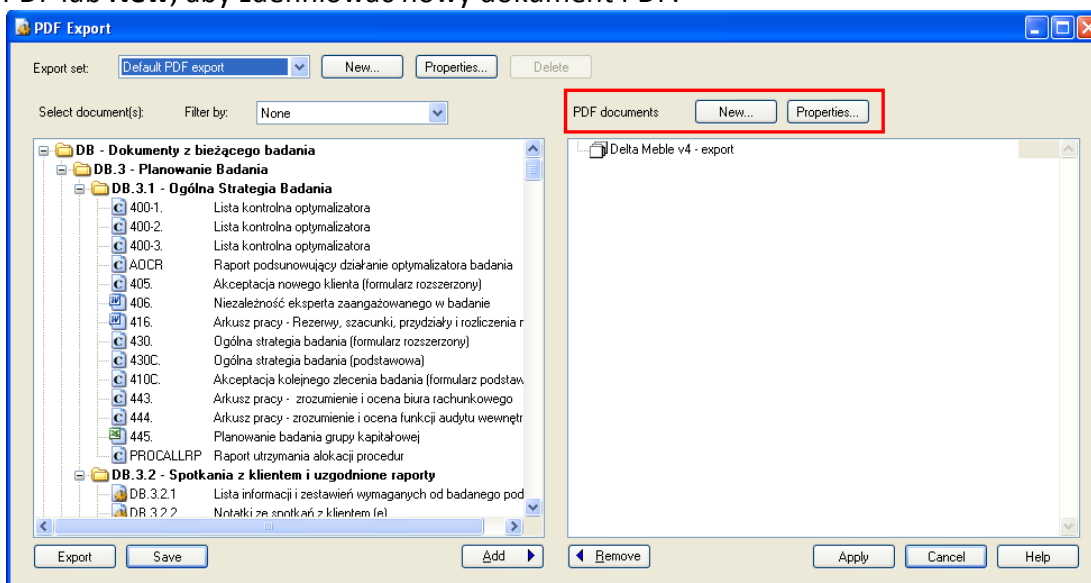 PDF lub New, aby zdefiniować nowy dokument PDF.
PDF Export
Export set: Default PDF export New... Properties... Delete
Select document(s): Filter by: None PDF documents New... Properties...
DB - Dokumenty z bieżącego badania
DB.3 - Planowanie Badania
DB.3.1 - Ogólna Strategia Badania
400-1. Lista kontrolna optymalizatora
400-2. Lista kontrolna optymalizatora
400-3. Lista kontrolna optymalizatora
AOCR Raport podsunowujący działanie optymalizatora badania
405. Akceptacja nowego klienta (formularz rozszerzony)
406. Niezależność eksperta zaangażowanego w badanie
416. Arkusz pracy - Rezerwy, szacunki, przydziały i rozliczenia r
430. Ogólna strategia badania (formularz rozszerzony)
430C. Ogólna strategia badania (podstawowa)
410C. Akceptacja kolejnego zlecenia badania (formularz podstaw
443. Arkusz pracy - zrozumienie i ocena biura rachunkowego
444. Arkusz pracy - zrozumienie i ocena funkcji audytu wewnętr
445. Planowanie badania grupy kapitałowej
PROCALLRP Raport utrzymania alokacji procedur
DB.3.2 - Spotkania z klientem i uzgodnione raporty
DB.3.2.1 Lista informacji i zestawień wymaganych od badanego pod
DB.3.2.2 Notatki ze spotkań z klientem (e)
Delta Meble v4 - export
Export Save Add Remove Apply Cancel Help